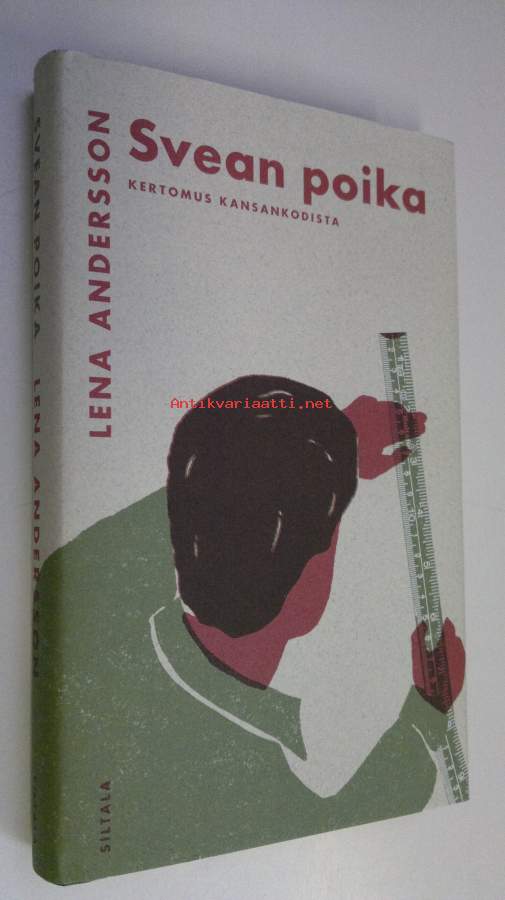 Svean poika
KERTOMUS KANSANKODISTA
LENA ANDERSSON
Antikvariaatti.net
SILTALA
SVEAN POIKA LENA ANDERSSON